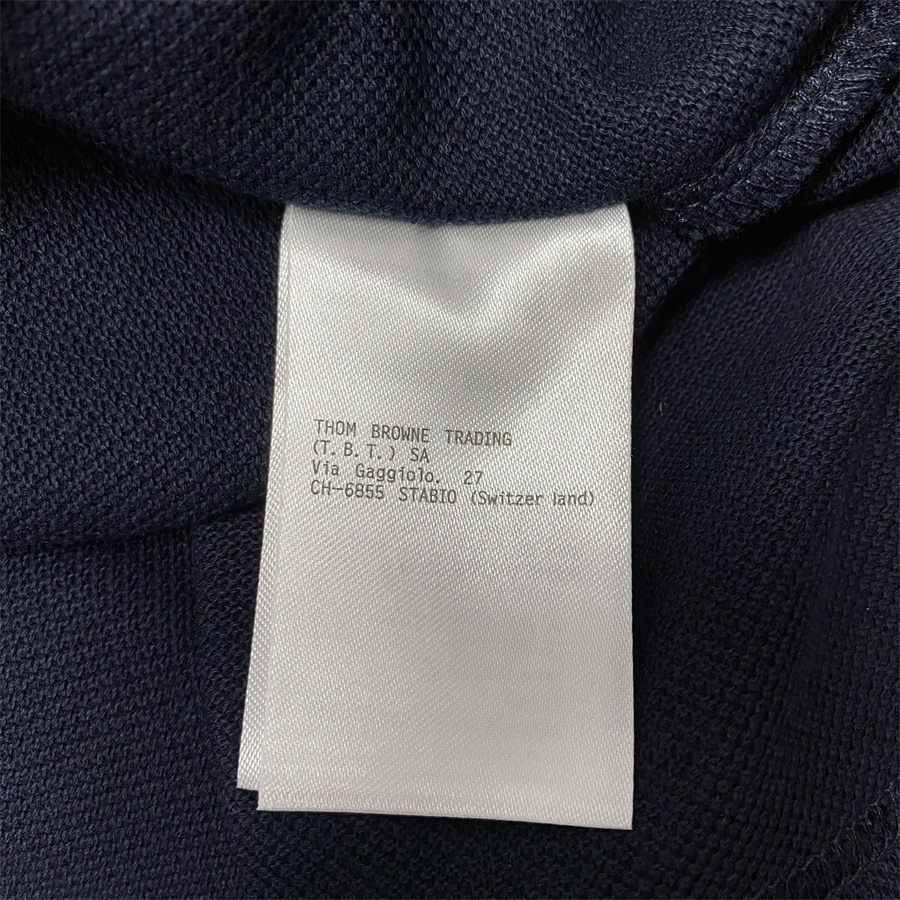 THOM BROWNE TRADING
(T.B.T.) SA
Via Gaggiolo. 27
CH-6855 STABIO (Switzer land)